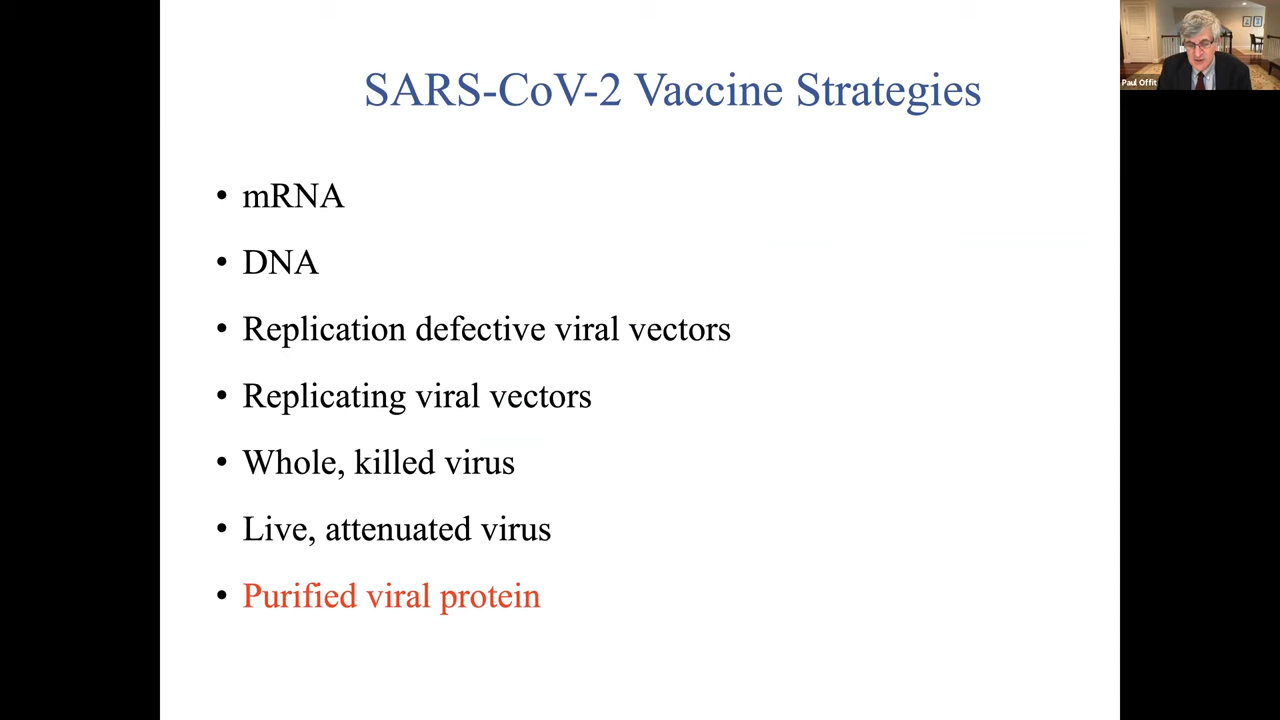 SARS-CoV-2 Vaccine Strategies
Paul Offit
• mRNA
• DNA
• Replication defective viral vectors
• Replicating viral vectors
• Whole, killed virus
• Live, attenuated virus
• Purified viral protein